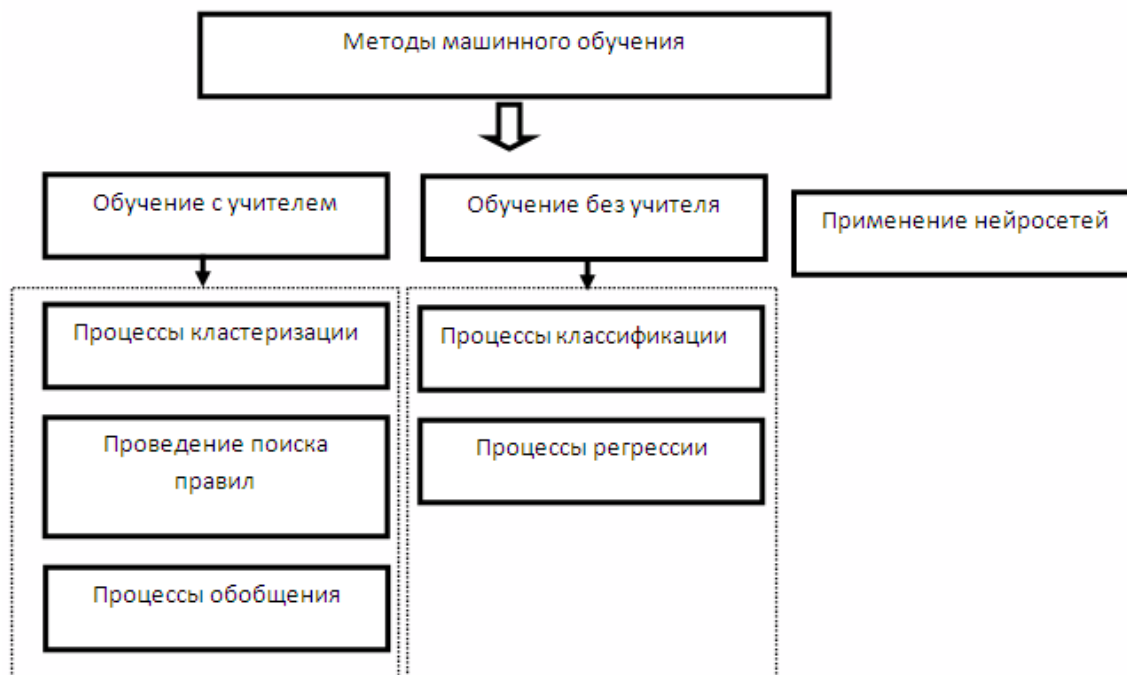 Методы машинного обучения
Обучение с учителем
Обучение без учителя
Применение нейросетей
Процессы кластеризации
Процессы классификации
Проведение поиска
правил
Процессы регрессии
Процессы обобщения